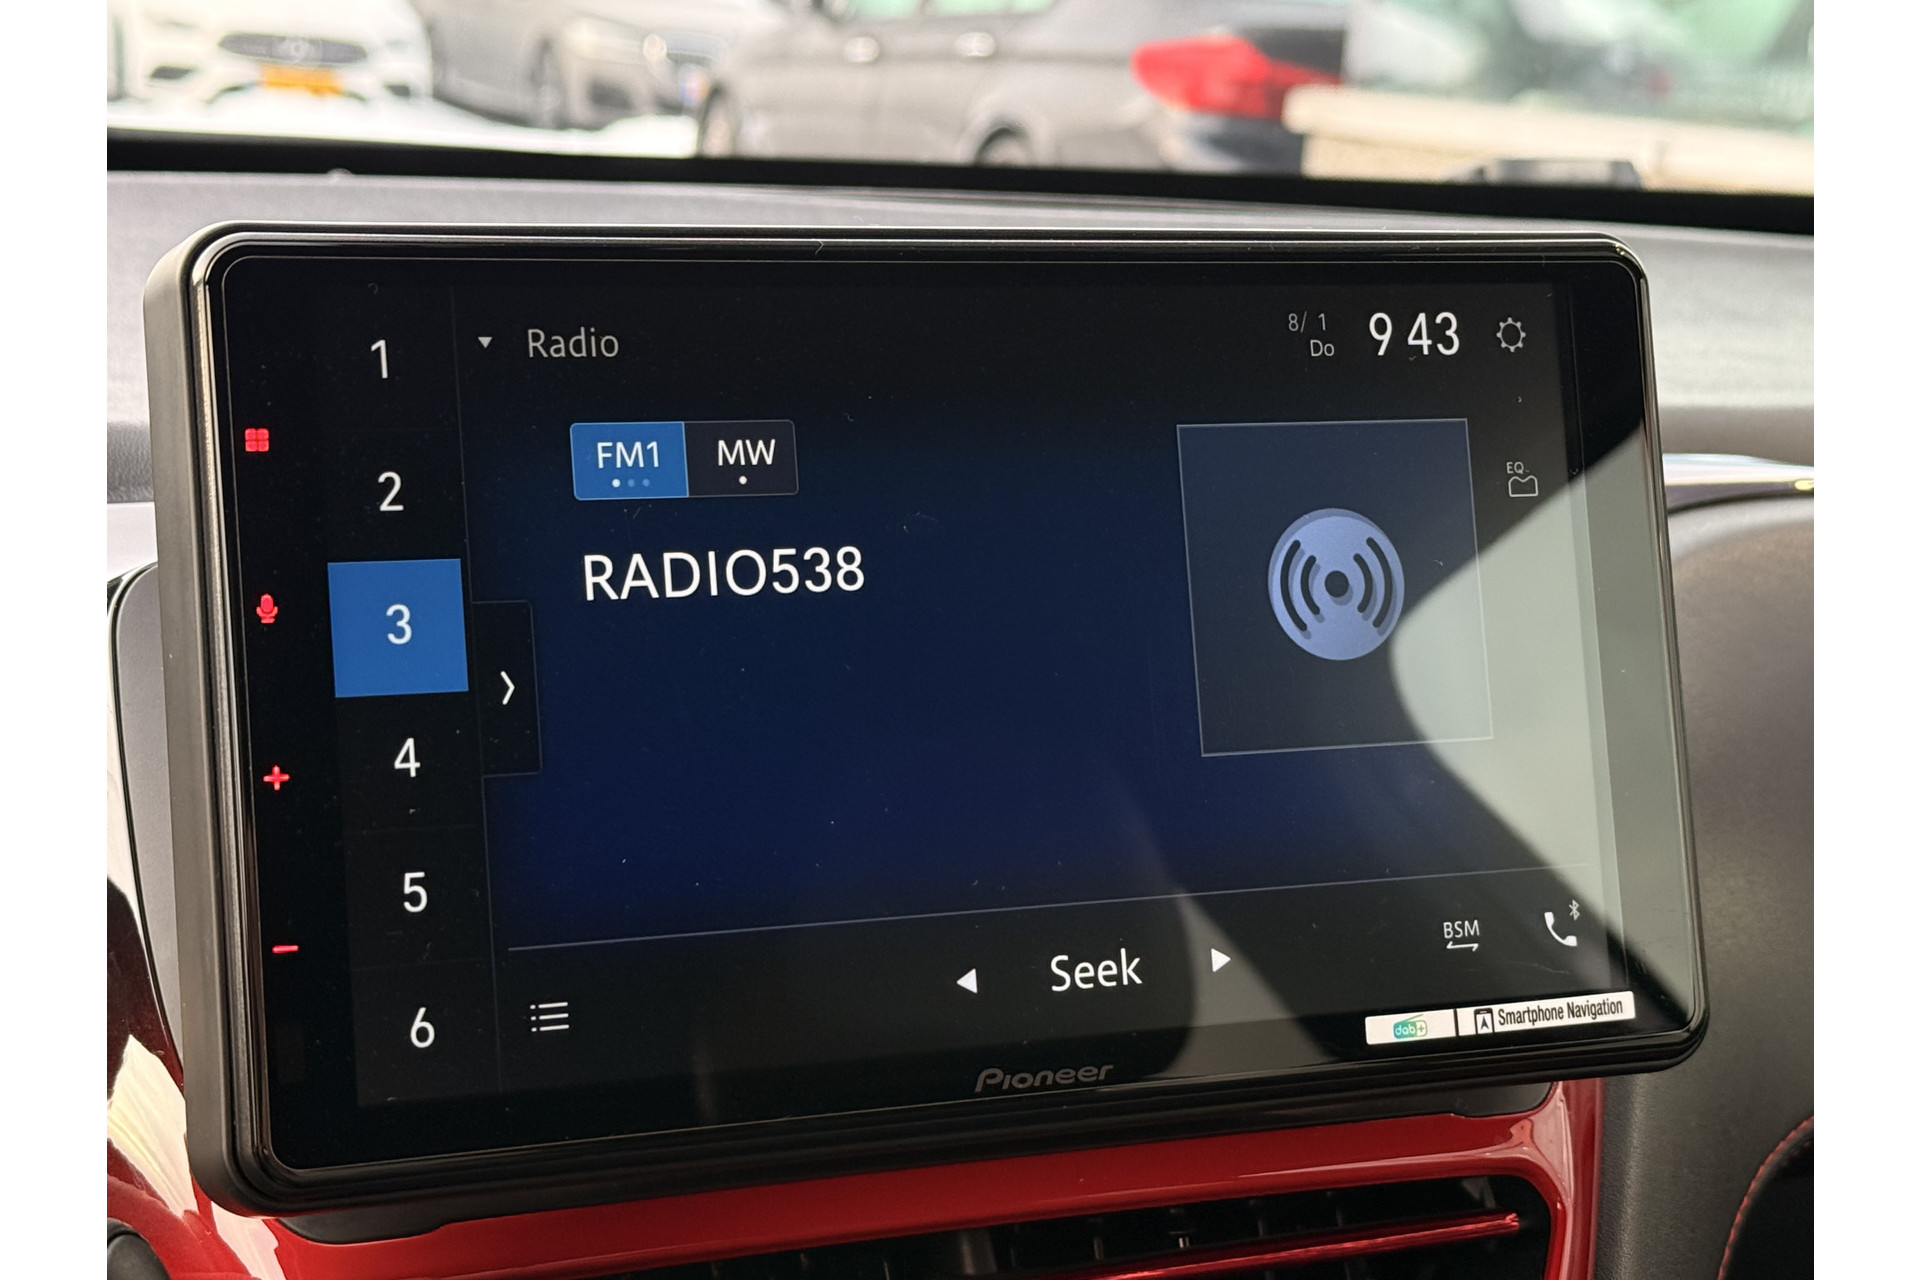 1
Radio
8/ 1
Do
9 43
2
FM1
MW
EQ
RADIO538
3
4
5
6
Seek
BSM
dab+
Smartphone Navigation
Pioneer